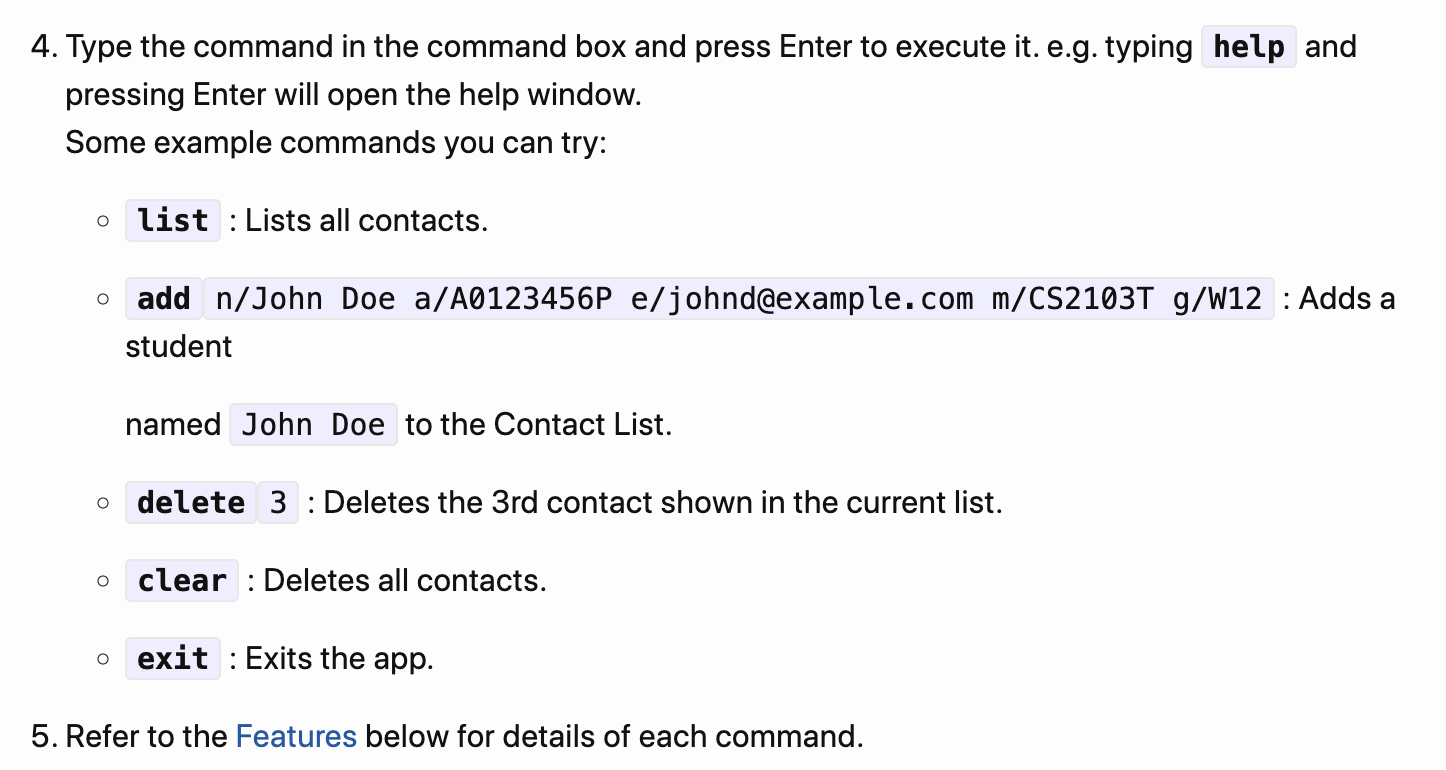 4. Type the command in the command box and press Enter to execute it. e.g. typing help and
pressing Enter will open the help window.
Some example commands you can try:
list : Lists all contacts.
add n/John Doe a/A0123456P e/johnd@example.com m/CS2103T g/W12 : Adds a
student
named John Doe to the Contact List.
delete 3 : Deletes the 3rd contact shown in the current list.
clear : Deletes all contacts.
exit : Exits the app.
5. Refer to the Features below for details of each command.